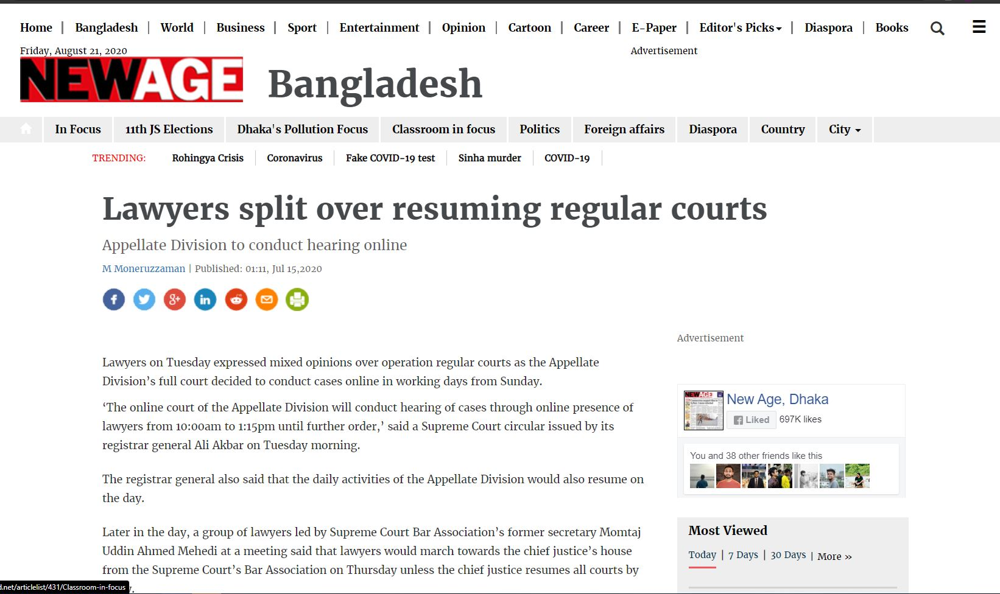 Home | Bangladesh | World | Business | Sport | Entertainment | Opinion | Cartoon | Career | E-Paper | Editor's Picks | Diaspora | Books
Friday, August 21, 2020
Advertisement
NEWAGE
Bangladesh
In Focus
11th JS Elections
Dhaka's Pollution Focus
Classroom in focus
Politics
Foreign affairs
Diaspora
Country
City
TRENDING:
Rohingya Crisis
Coronavirus
Fake COVID-19 test
Sinha murder
COVID-19
Lawyers split over resuming regular courts
Appellate Division to conduct hearing online
M Moneruzzaman | Published: 01:11, Jul 15,2020
Lawyers on Tuesday expressed mixed opinions over operation regular courts as the Appellate
Division’s full court decided to conduct cases online in working days from Sunday.
‘The online court of the Appellate Division will conduct hearing of cases through online presence of
lawyers from 10:00am to 1:15pm until further order,’ said a Supreme Court circular issued by its
registrar general Ali Akbar on Tuesday morning.
The registrar general also said that the daily activities of the Appellate Division would also resume on
the day.
Later in the day, a group of lawyers led by Supreme Court Bar Association’s former secretary Momtaj
Uddin Ahmed Mehedi at a meeting said that lawyers would march towards the chief justice’s house
from the Supreme Court’s Bar Association on Thursday unless the chief justice resumes all courts by
Advertisement
NEWAGE
New Age, Dhaka
Liked
697K likes
You and 38 other friends like this
Most Viewed
Today | 7 Days | 30 Days | More »
d.net/articlelist/431/Classroom-in-focus